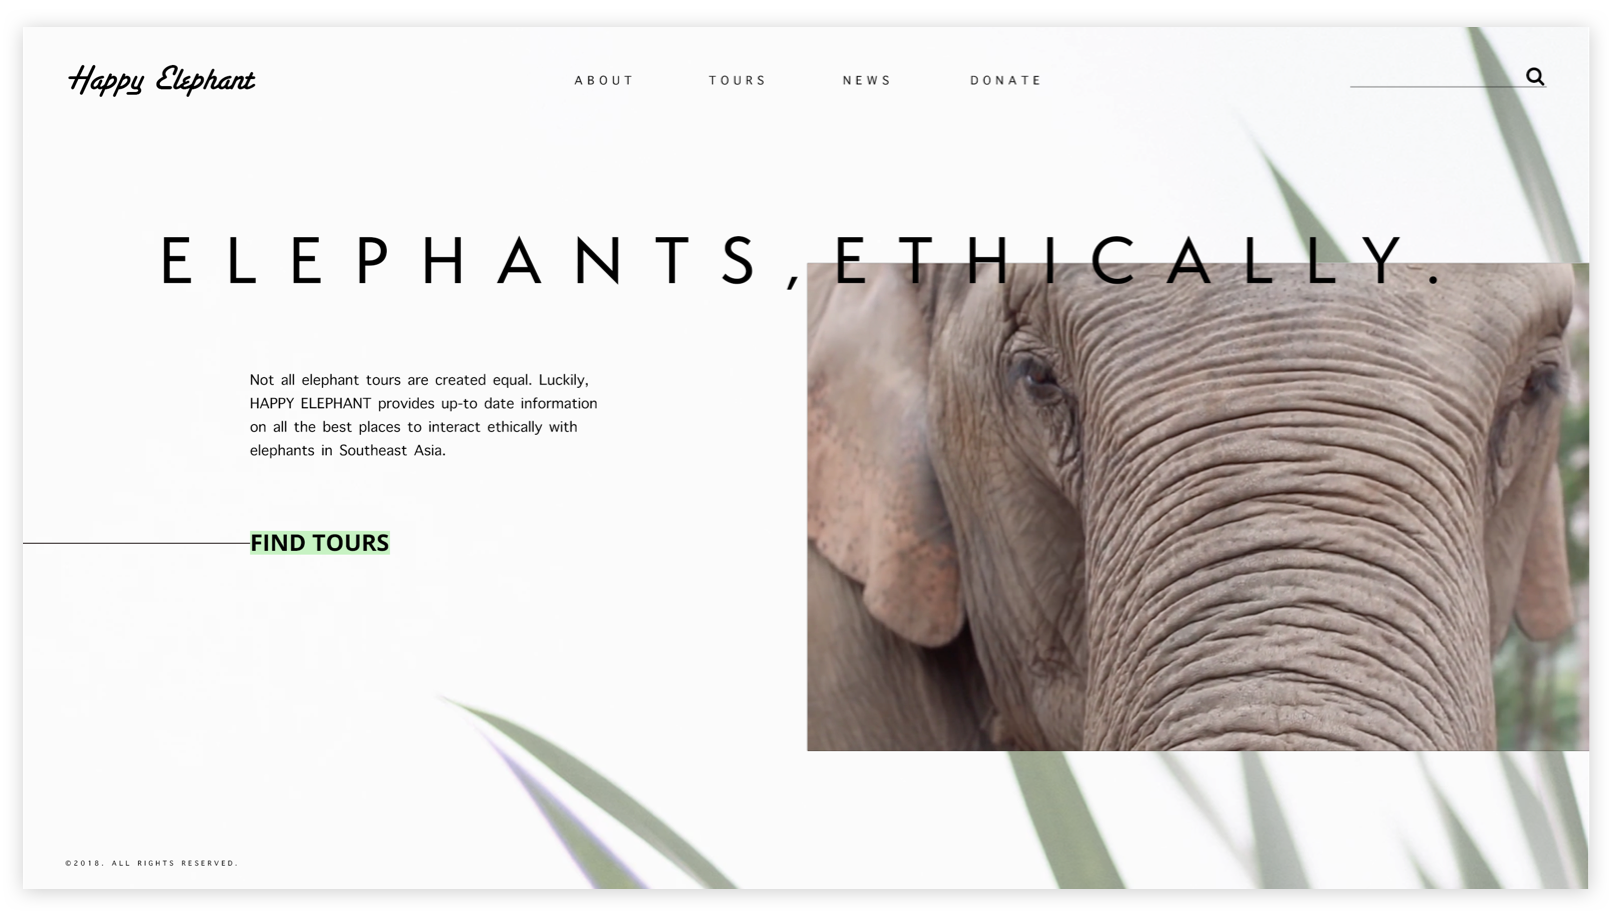 Happy Elephant
ABOUT TOURS NEWS DONATE
ELEPHANTS, ETHICALLY.
Not all elephant tours are created equal. Luckily,
HAPPY ELEPHANT provides up-to date information
on all the best places to interact ethically with
elephants in Southeast Asia.
FIND TOURS
©2018. ALL RIGHTS RESERVED.